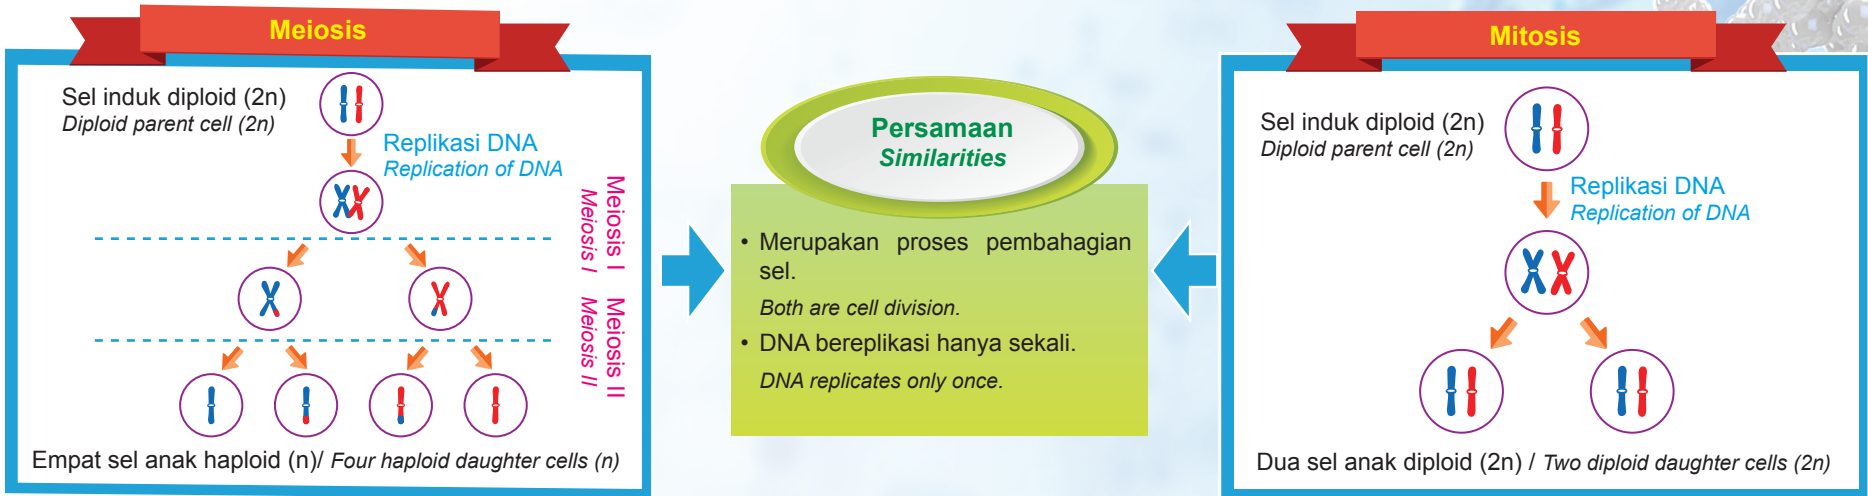 Meiosis
Sel induk diploid (2n)
Diploid parent cell (2n)
Replikasi DNA
Replication of DNA
Meiosis I
Meiosis I
Meiosis II
Meiosis II
Empat sel anak haploid (n)/ Four haploid daughter cells (n)
Persamaan
Similarities
• Merupakan proses pembahagian
sel.
Both are cell division.
• DNA bereplikasi hanya sekali.
DNA replicates only once.
Mitosis
Sel induk diploid (2n)
Diploid parent cell (2n)
Replikasi DNA
Replication of DNA
Dua sel anak diploid (2n) / Two diploid daughter cells (2n)